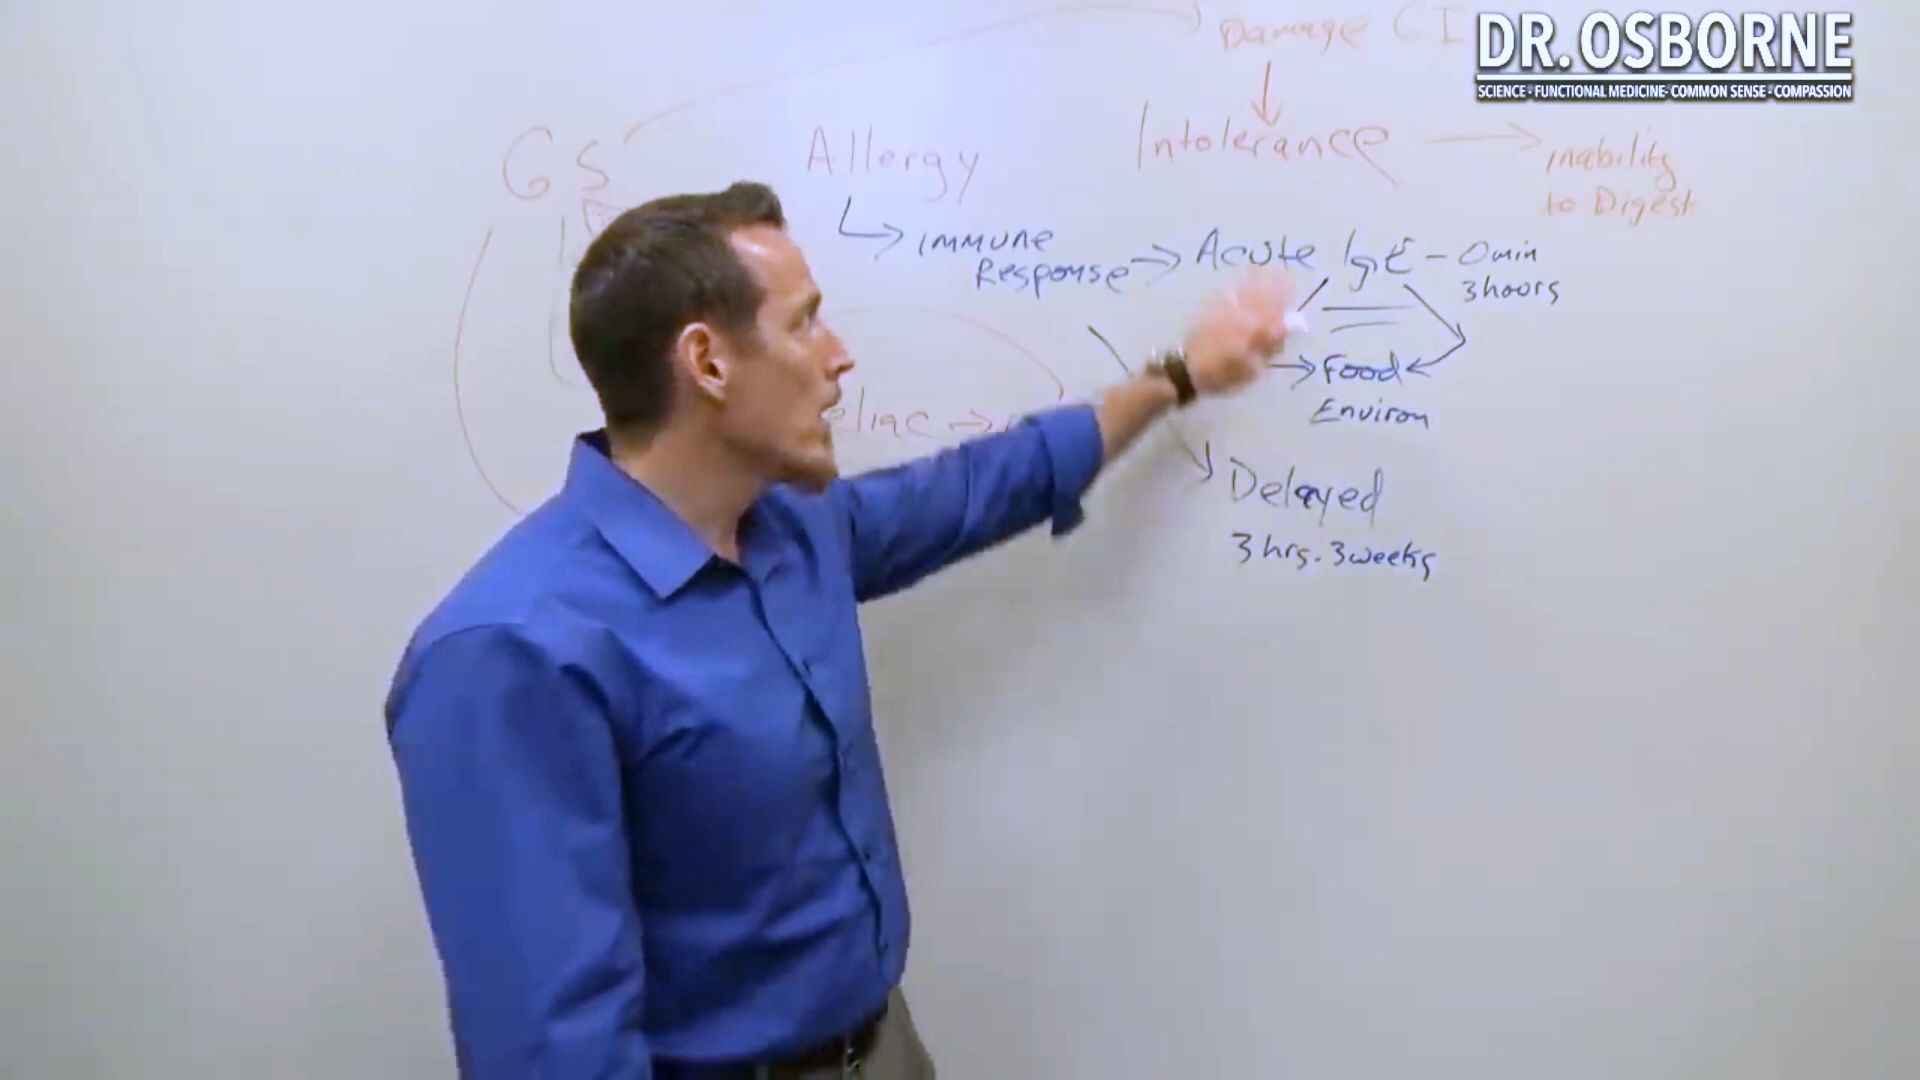 DR. OSBORNE
SCIENCE - FUNCTIONAL MEDICINE - COMMON SENSE - COMPASSION
Damage GI
GS
Allergy
Intolerance
inability
to Digest
immune
Response
Acute IgE - 0 min
3 hours
Food
Environ
eliac
Delayed
3 hrs. 3 weeks